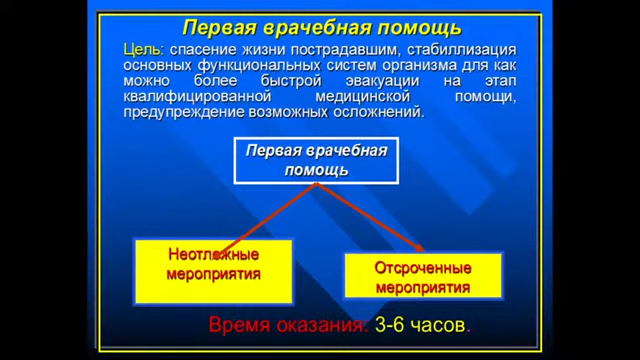 Первая врачебная помощь
Цель: спасение жизни пострадавшим, стабиллизация
основных функциональных систем организма для как
можно более быстрой эвакуации на этап
квалифицированной медицинской помощи,
предупреждение возможных осложнений.
Первая врачебная
помощь
Неотложные
мероприятия
Отсроченные
мероприятия
Время оказания: 3-6 часов.